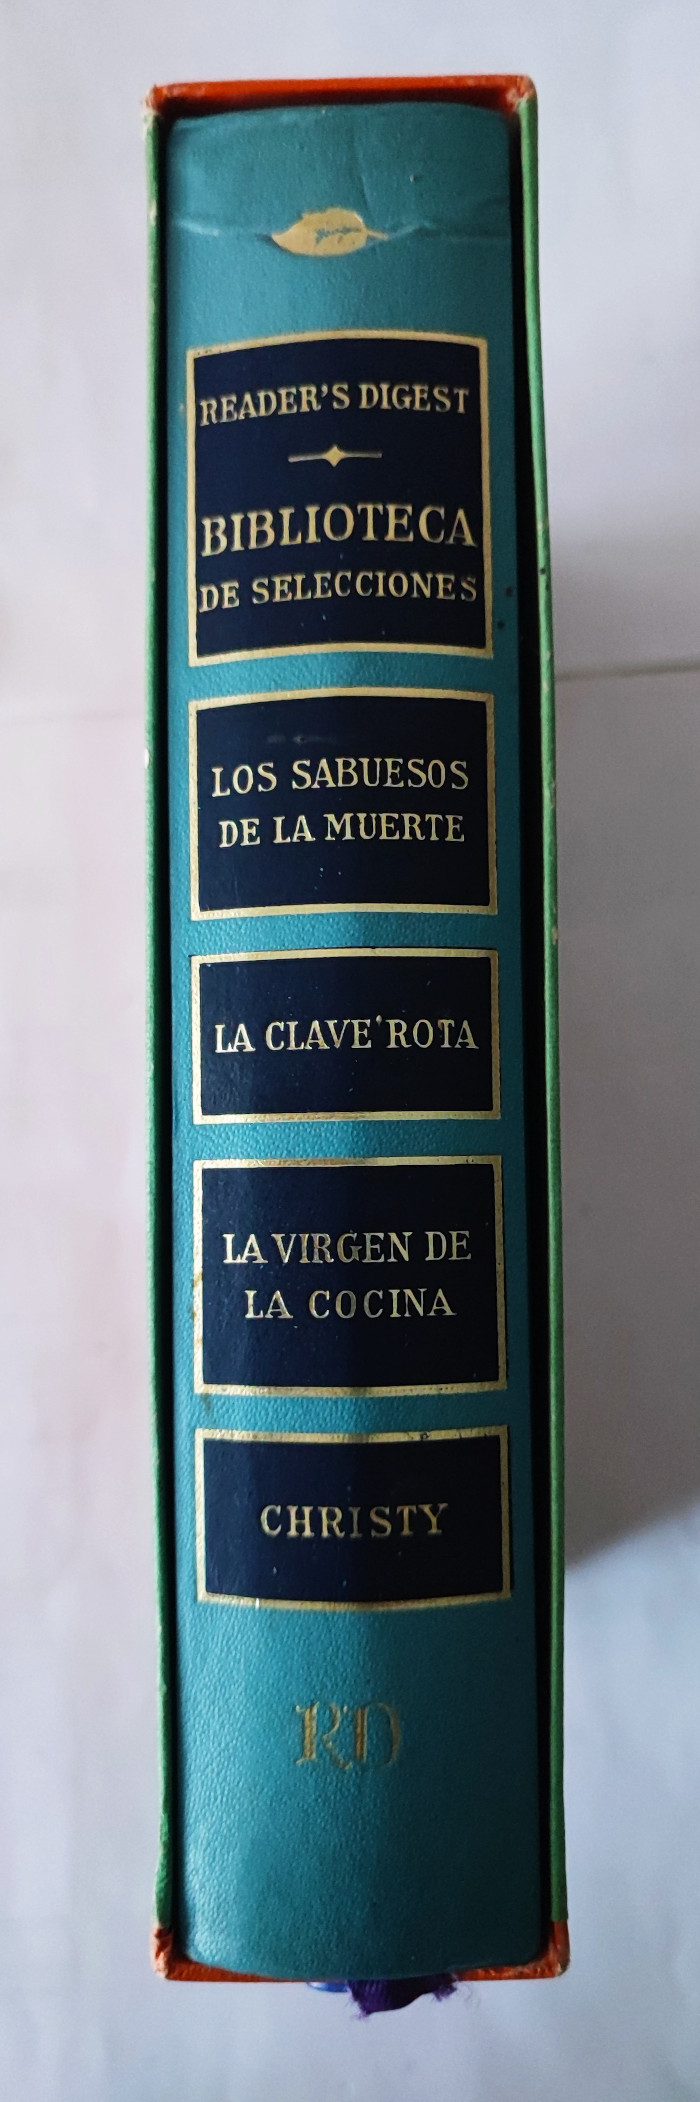 READER'S DIGEST
BIBLIOTECA
DE SELECCIONES
LOS SABUESOS
DE LA MUERTE
LA CLAVE ROTA
LA VIRGEN DE
LA COCINA
CHRISTY
RD